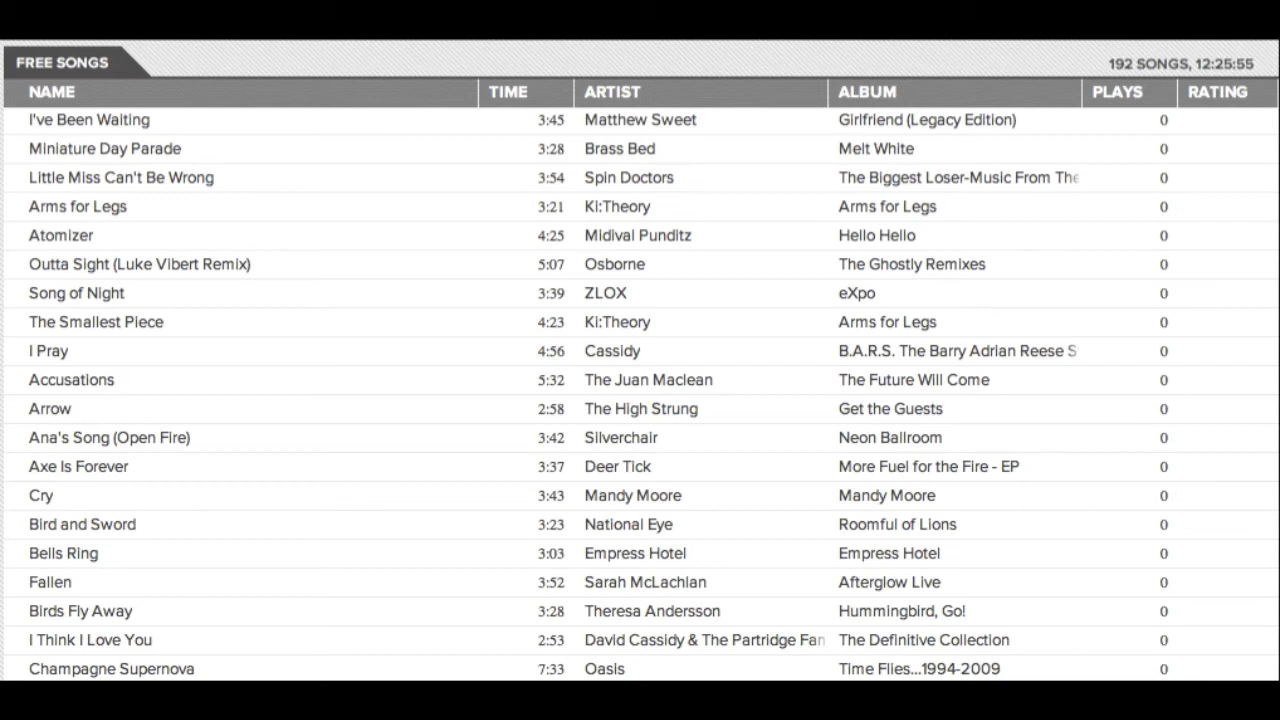 FREE SONGS 192 SONGS, 12:25:55
NAME TIME ARTIST ALBUM PLAYS RATING
I've Been Waiting 3:45 Matthew Sweet Girlfriend (Legacy Edition) 0
Miniature Day Parade 3:28 Brass Bed Melt White 0
Little Miss Can't Be Wrong 3:54 Spin Doctors The Biggest Loser-Music From The 0
Arms for Legs 3:21 Ki:Theory Arms for Legs 0
Atomizer 4:25 Midival Punditz Hello Hello 0
Outta Sight (Luke Vibert Remix) 5:07 Osborne The Ghostly Remixes 0
Song of Night 3:39 ZLOX eXpo 0
The Smallest Piece 4:23 Ki:Theory Arms for Legs 0
I Pray 4:56 Cassidy B.A.R.S. The Barry Adrian Reese S 0
Accusations 5:32 The Juan Maclean The Future Will Come 0
Arrow 2:58 The High Strung Get the Guests 0
Ana's Song (Open Fire) 3:42 Silverchair Neon Ballroom 0
Axe Is Forever 3:37 Deer Tick More Fuel for the Fire - EP 0
Cry 3:43 Mandy Moore Mandy Moore 0
Bird and Sword 3:23 National Eye Roomful of Lions 0
Bells Ring 3:03 Empress Hotel Empress Hotel 0
Fallen 3:52 Sarah McLachlan Afterglow Live 0
Birds Fly Away 3:28 Theresa Andersson Hummingbird, Go! 0
I Think I Love You 2:53 David Cassidy & The Partridge Fan The Definitive Collection 0
Champagne Supernova 7:33 Oasis Time Flies...1994-2009 0